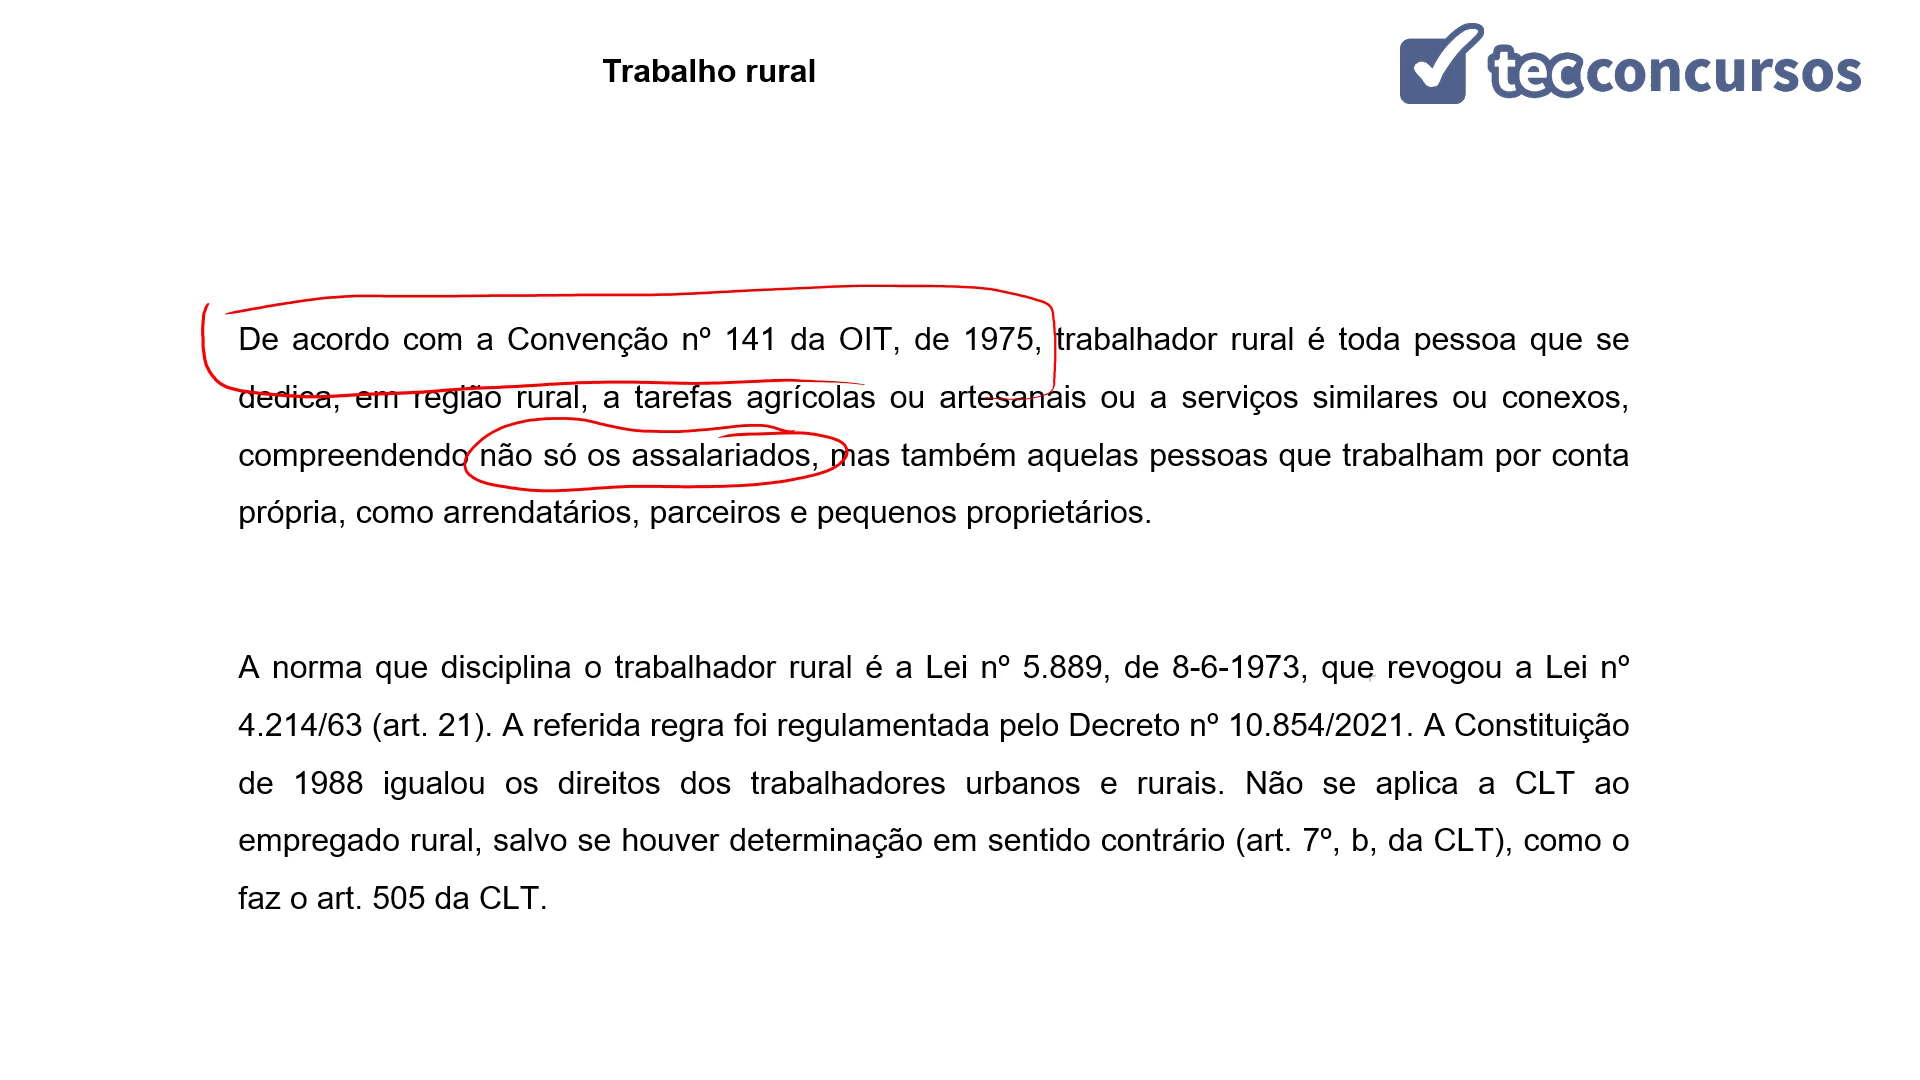 Trabalho rural
tecconcursos
De acordo com a Convenção nº 141 da OIT, de 1975, trabalhador rural é toda pessoa que se
dedica, em região rural, a tarefas agrícolas ou artesanais ou a serviços similares ou conexos,
compreendendo não só os assalariados, mas também aquelas pessoas que trabalham por conta
própria, como arrendatários, parceiros e pequenos proprietários.
A norma que disciplina o trabalhador rural é a Lei nº 5.889, de 8-6-1973, que revogou a Lei nº
4.214/63 (art. 21). A referida regra foi regulamentada pelo Decreto nº 10.854/2021. A Constituição
de 1988 igualou os direitos dos trabalhadores urbanos e rurais. Não se aplica a CLT ao
empregado rural, salvo se houver determinação em sentido contrário (art. 7º, b, da CLT), como o
faz o art. 505 da CLT.